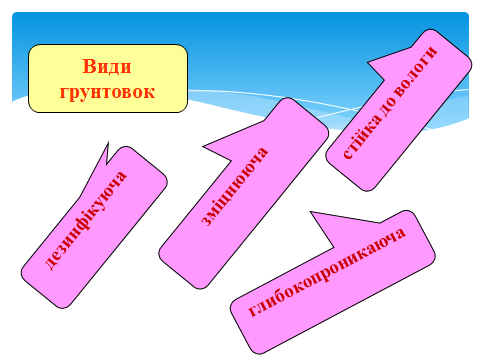 Види
грунтовок
дезинфікуюча
зміцнююча
стійка до вологи
глибокопроникаюча